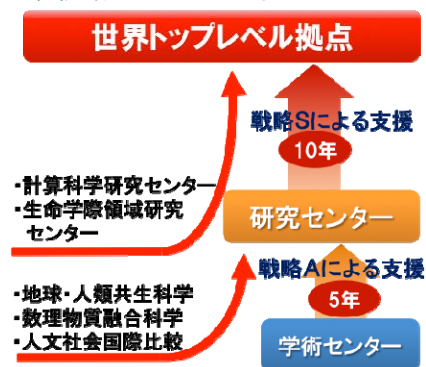 世界トップレベル拠点
戦略Sによる支援
10年
・計算科学研究センター
・生命学際領域研究
センター
研究センター
戦略Aによる支援
5年
・地球・人類共生科学
・数理物質融合科学
・人文社会国際比較
学術センター